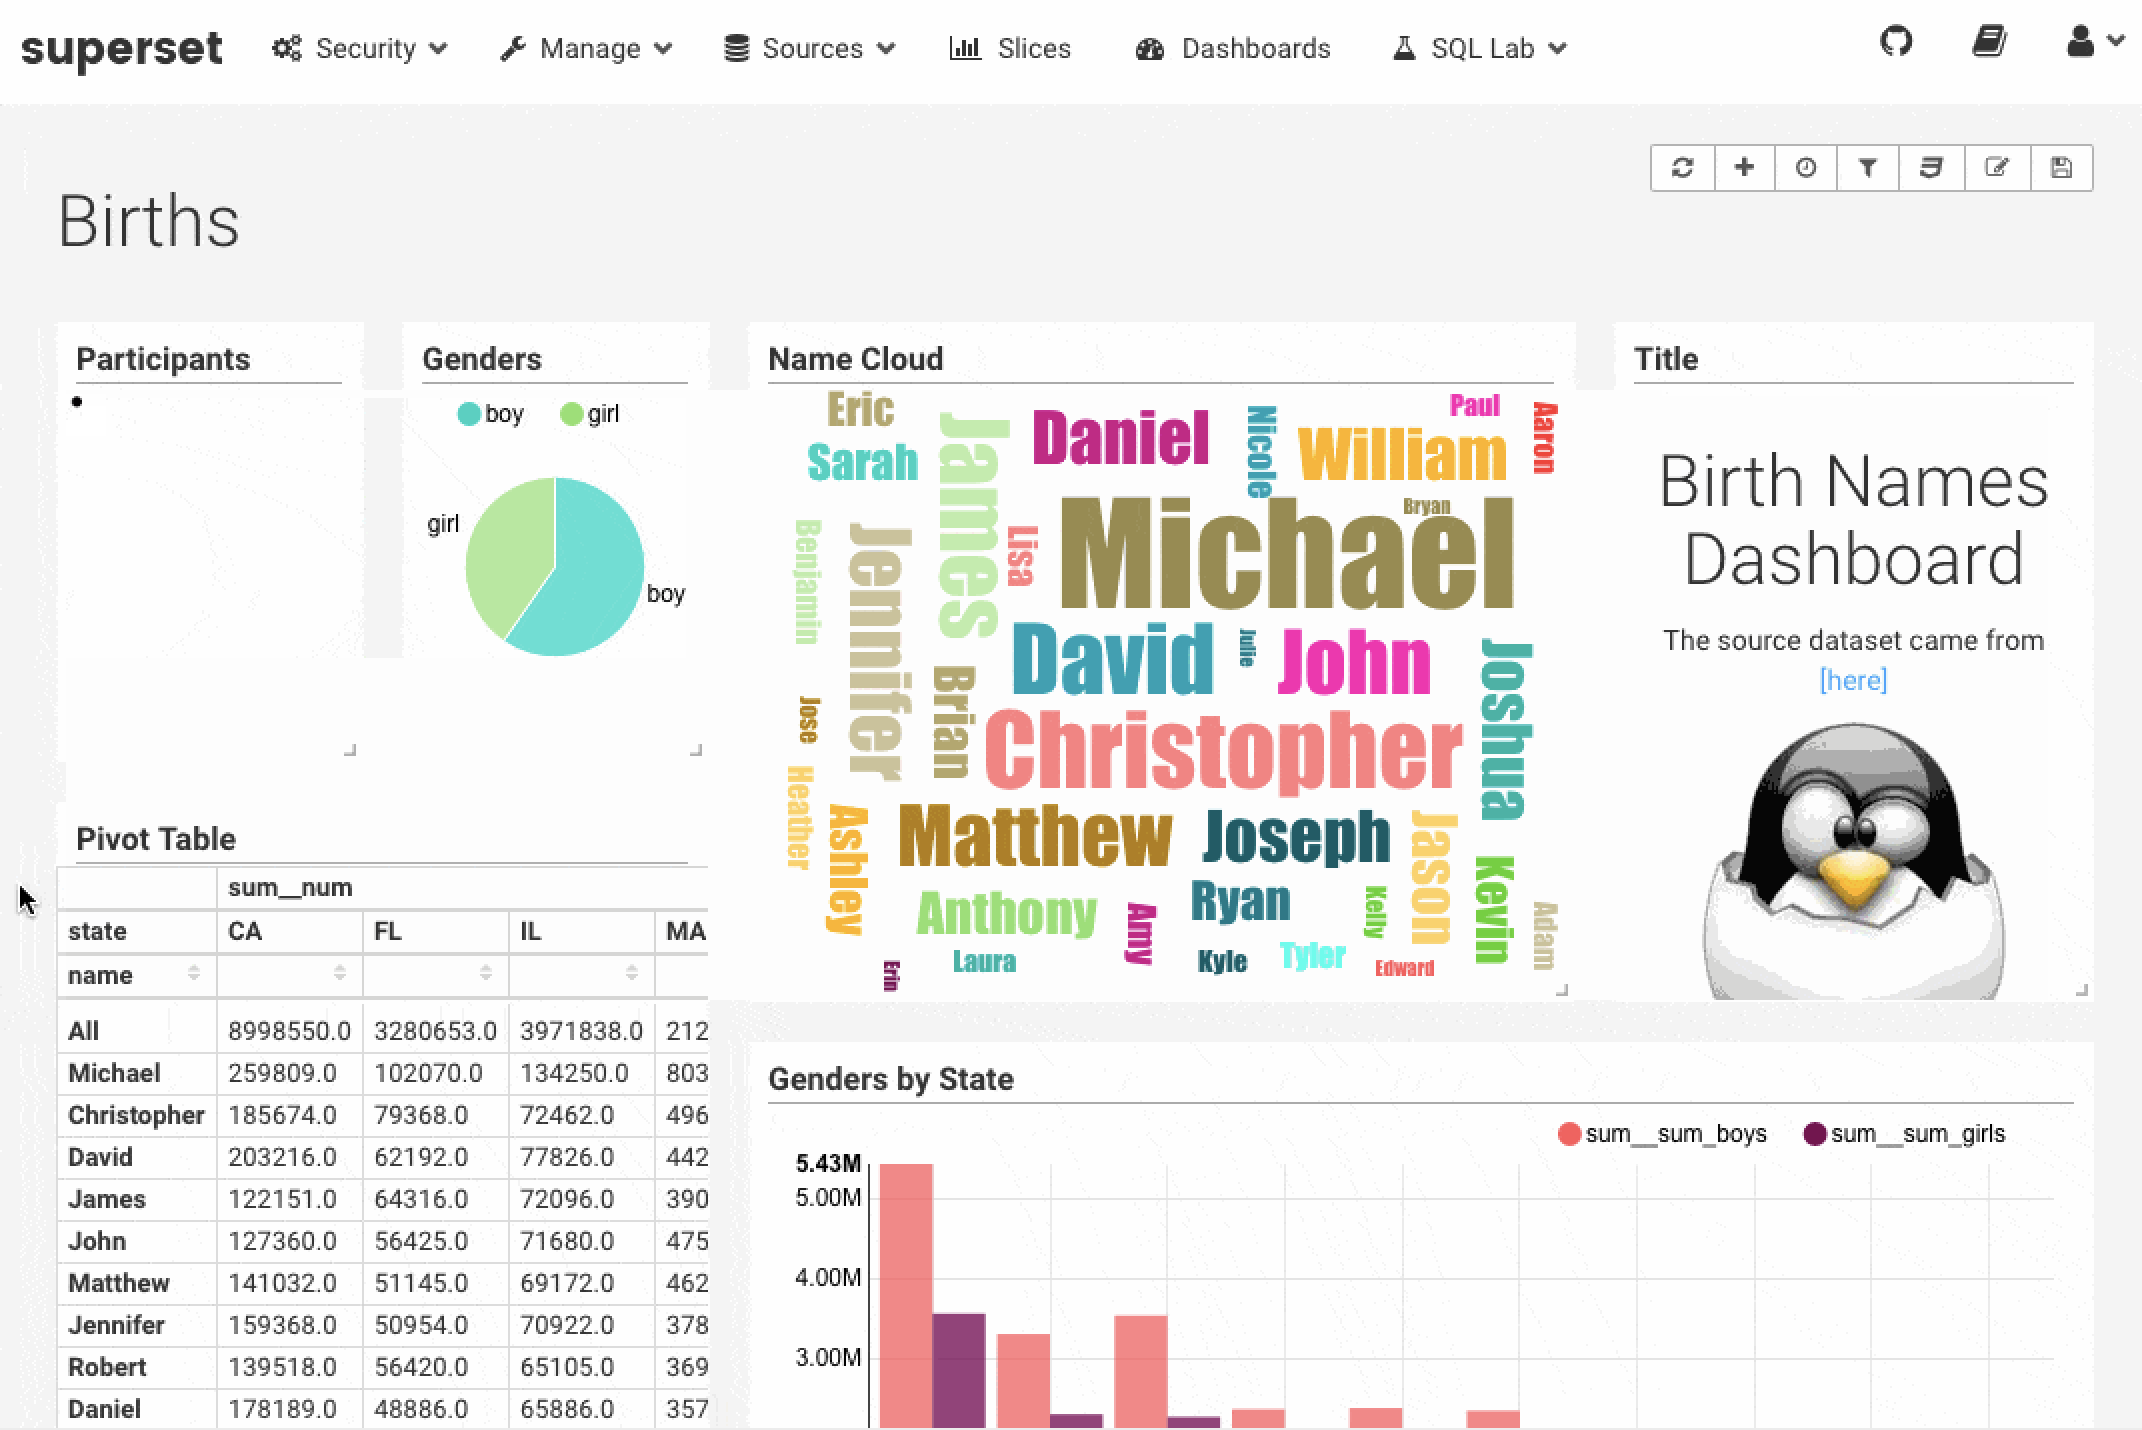 superset Security Manage Sources Slices Dashboards SQL Lab
Births
Participants
Genders
boy girl
girl
boy
Name Cloud
Eric
Sarah
James
Daniel
Nicole
William
Paul
Aaron
Benjamin
Jennifer
Lisa
Michael
Bryan
David
Julie
John
Joshua
Jose
Brian
Christopher
Heather
Ashley
Matthew
Joseph
Jason
Kevin
Anthony
Amy
Ryan
Kelly
Adam
Erin
Laura
Kyle
Tyler
Edward
Title
Birth Names
Dashboard
The source dataset came from
[here]
Pivot Table
sum__num
state CA FL IL MA
name
All 8998550.0 3280653.0 3971838.0 212
Michael 259809.0 102070.0 134250.0 803
Christopher 185674.0 79368.0 72462.0 496
David 203216.0 62192.0 77826.0 442
James 122151.0 64316.0 72096.0 390
John 127360.0 56425.0 71680.0 475
Matthew 141032.0 51145.0 69172.0 462
Jennifer 159368.0 50954.0 70922.0 378
Robert 139518.0 56420.0 65105.0 369
Daniel 178189.0 48886.0 65886.0 357
Genders by State
sum__sum_boys sum__sum_girls
5.43M
5.00M
4.00M
3.00M